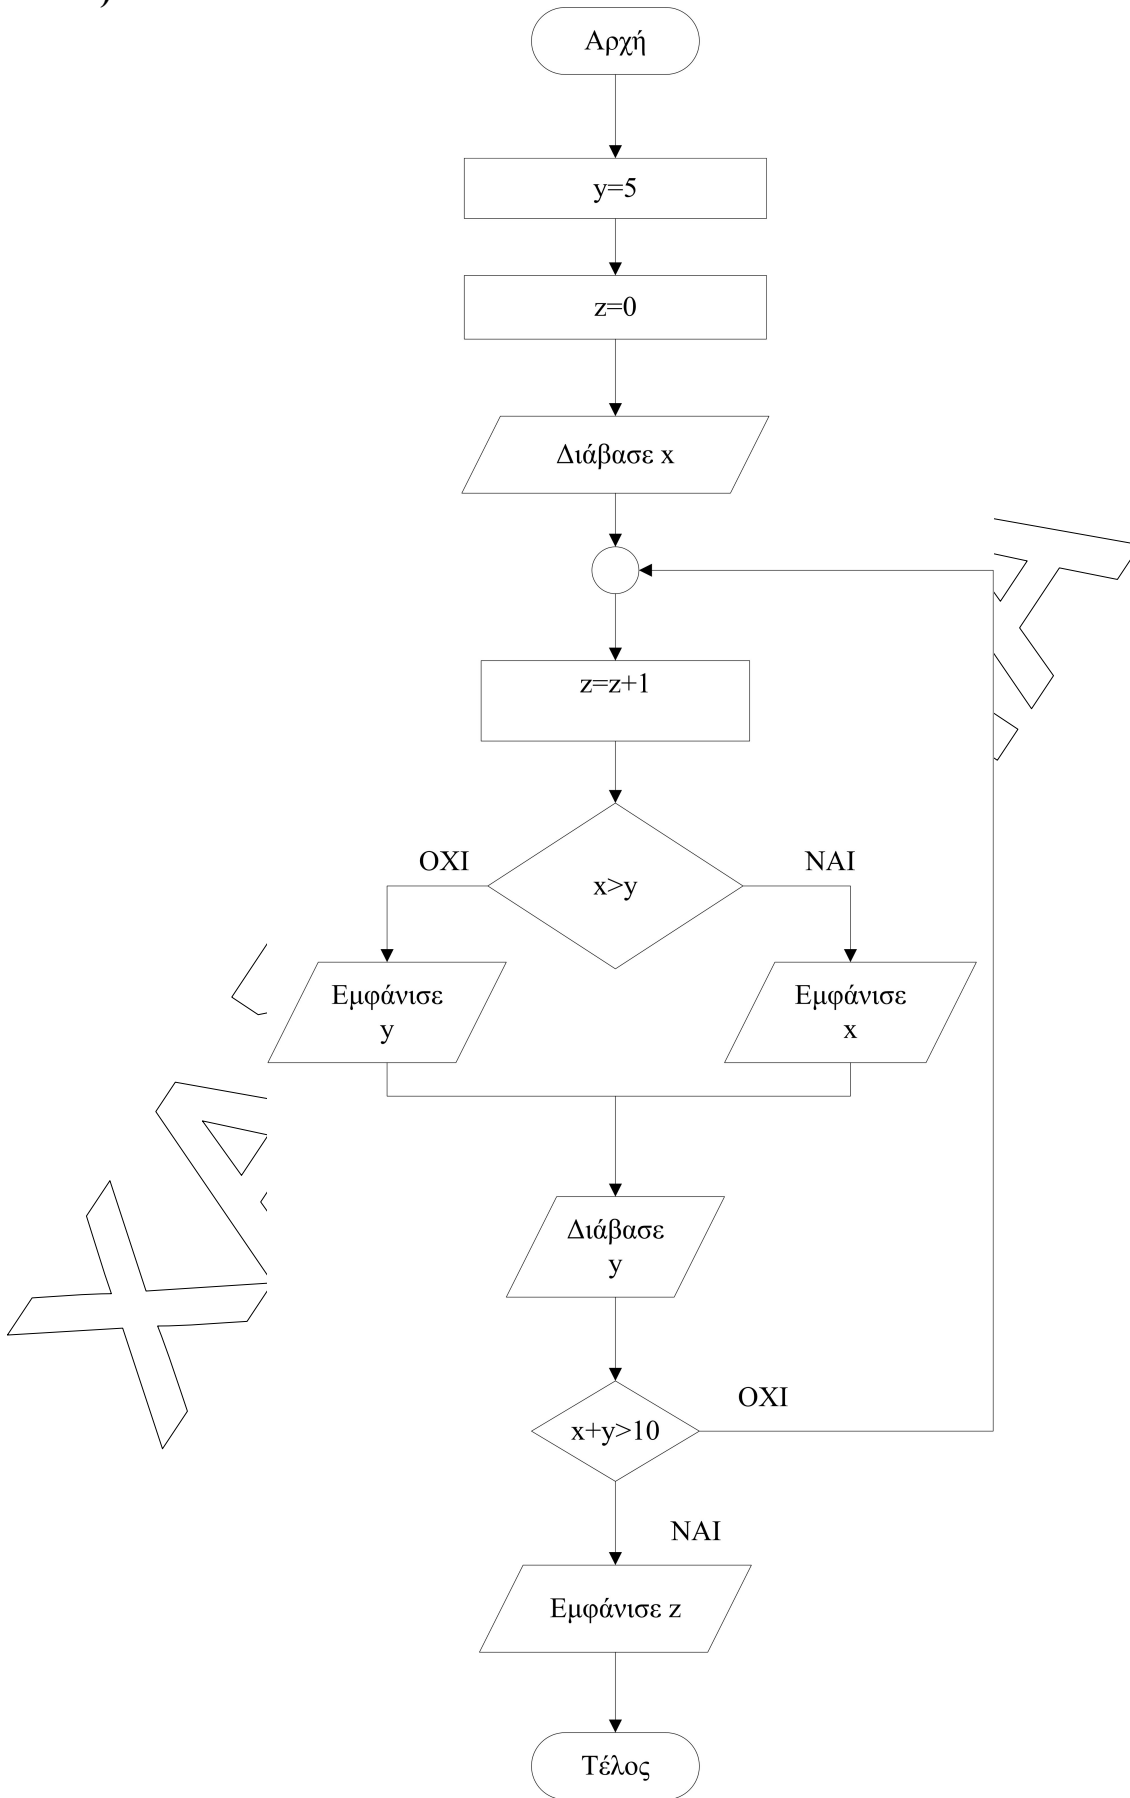 Αρχή
y=5
z=0
Διάβασε x
z=z+1
ΟΧΙ
ΝΑΙ
x>y
Εμφάνισε
y
Εμφάνισε
x
Διάβασε
y
ΟΧΙ
x+y>10
ΝΑΙ
Εμφάνισε z
Τέλος